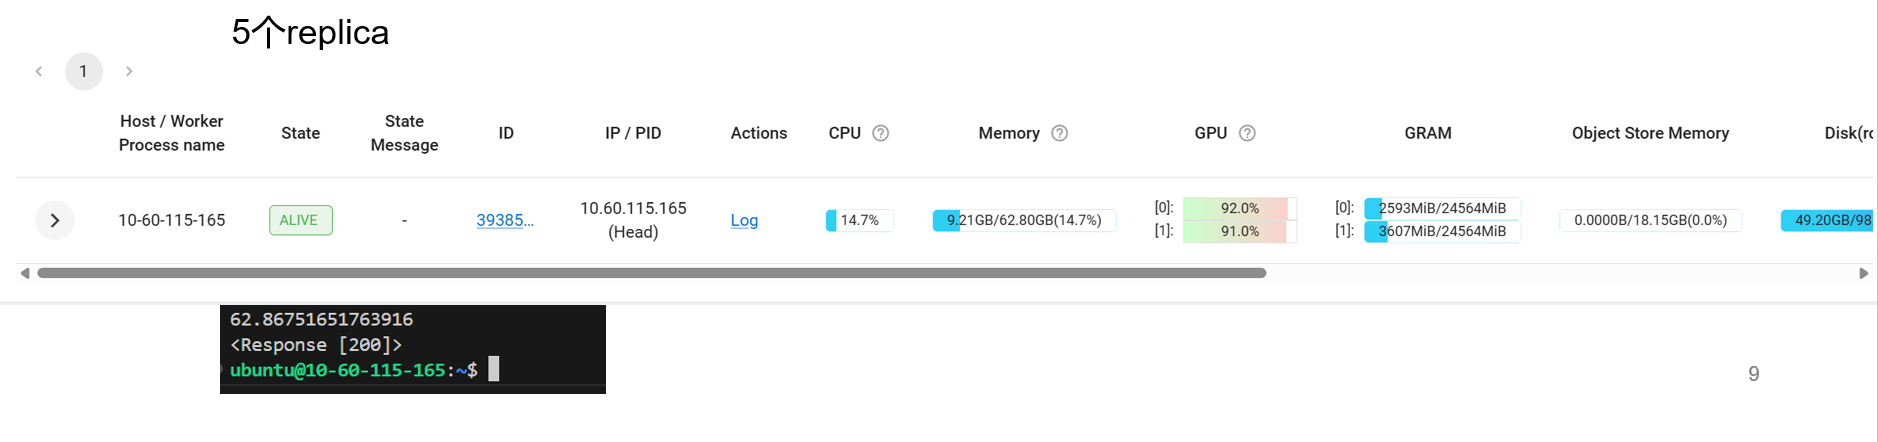 5个replica
1
Host / Worker Process name
State
State Message
ID
IP / PID
Actions
CPU
Memory
GPU
GRAM
Object Store Memory
10-60-115-165
ALIVE
-
39385...
10.60.115.165 (Head)
Log
14.7%
9.21GB/62.80GB(14.7%)
[0]: 92.0%
[1]: 91.0%
[0]: 2593MiB/24564MiB
[1]: 3607MiB/24564MiB
0.0000B/18.15GB(0.0%)
49.20GB/98
62.86751651763916
<Response [200]>
ubuntu@10-60-115-165:~$
9